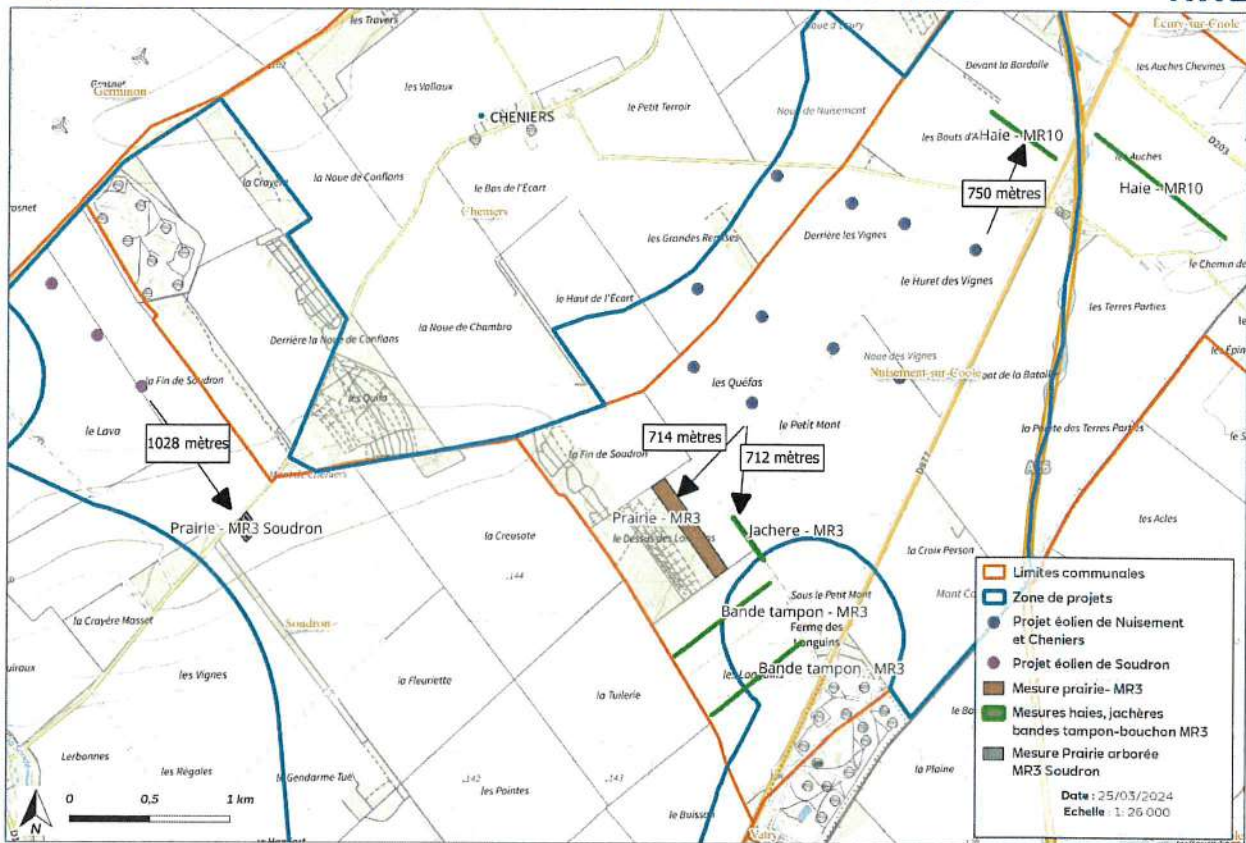 les Travers
Écury-sur-Coole
Noue d'Écury
Devant la Bardolle
les Auches Chevines
Germinon
les Vallaux
le Petit Terroir
Noue de Nuisement
CHENIERS
les Bouts d'A
Haie - MR10
D203
les Auches
la Crayère
la Noue de Conflans
le Bas de l'Écart
Cheniers
750 mètres
Haie - MR10
les Grandes Remises
Derrière les Vignes
le Huret des Vignes
le Chemin de
le Haut de l'Écart
la Noue de Chambro
les Terres Parties
Derrière la Noue de Conflans
Noue des Vignes
Nuisement-sur-Coole
la Fin de Soudron
les Quéfas
le Petit Mont
le Lava
1028 mètres
714 mètres
712 mètres
la Fin de Soudron
la Pointe des Terres Parties
D977
Mont de Cheniers
Prairie - MR3 Soudron
Prairie - MR3
Jachere - MR3
la Creusote
les Acles
la Croix Person
144
Sous le Petit Mont
Bande tampon - MR3
Ferme des Longuins
la Crayère Masset
Soudron
Bande tampon - MR3
les Vignes
la Fleuriette
la Tuilerie
la Plaine
Lerbonnes
les Régales
le Gendarme Tué
142
les Pointes
143
le Buisson
Vatry
0 0,5 1 km
N
Limites communales
Zone de projets
Projet éolien de Nuisement
et Cheniers
Projet éolien de Soudron
Mesure prairie- MR3
Mesures haies, jachères
bandes tampon-bouchon MR3
Mesure Prairie arborée
MR3 Soudron
Date : 25/03/2024
Echelle : 1: 26 000